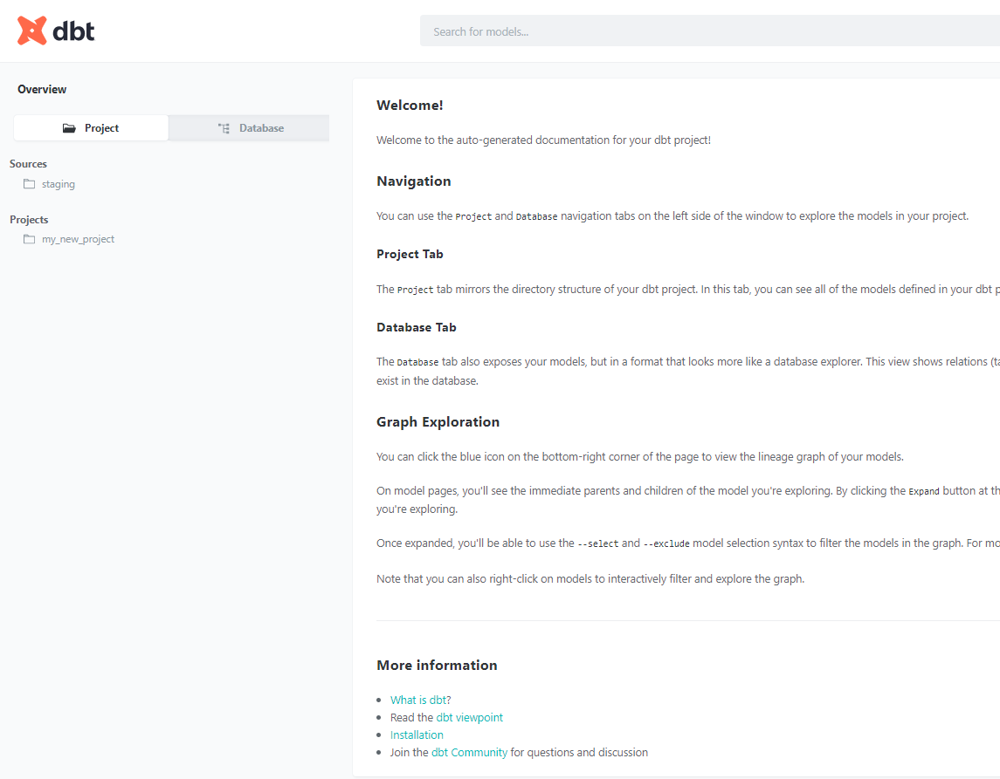 dbt
Search for models...
Overview
Project
Database
Sources
staging
Projects
my_new_project
Welcome!
Welcome to the auto-generated documentation for your dbt project!
Navigation
You can use the Project and Database navigation tabs on the left side of the window to explore the models in your project.
Project Tab
The Project tab mirrors the directory structure of your dbt project. In this tab, you can see all of the models defined in your dbt p
Database Tab
The Database tab also exposes your models, but in a format that looks more like a database explorer. This view shows relations (ta
exist in the database.
Graph Exploration
You can click the blue icon on the bottom-right corner of the page to view the lineage graph of your models.
On model pages, you'll see the immediate parents and children of the model you're exploring. By clicking the Expand button at th
you're exploring.
Once expanded, you'll be able to use the --select and --exclude model selection syntax to filter the models in the graph. For mo
Note that you can also right-click on models to interactively filter and explore the graph.
More information
• What is dbt?
• Read the dbt viewpoint
• Installation
• Join the dbt Community for questions and discussion